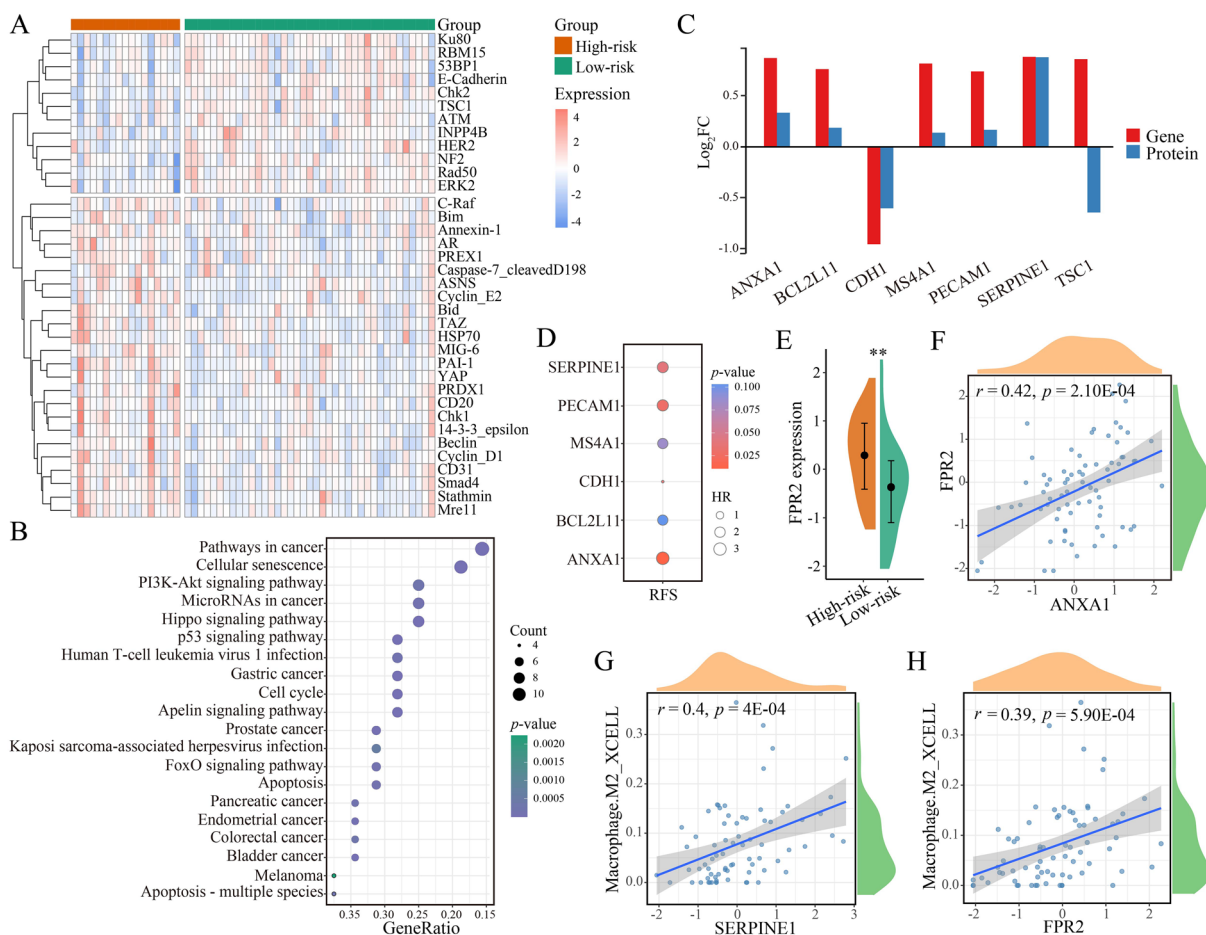 A
Group
Ku80
RBM15
53BP1
E-Cadherin
Chk2
TSC1
ATM
INPP4B
HER2
NF2
Rad50
ERK2
C-Raf
Bim
Annexin-1
AR
PREX1
Caspase-7_cleavedD198
ASNS
Cyclin_E2
Bid
TAZ
HSP70
MIG-6
PAI-1
YAP
PRDX1
CD20
Chk1
14-3-3_epsilon
Beclin
Cyclin_D1
CD31
Smad4
Stathmin
Mre11
Group
High-risk
Low-risk
Expression
4
2
0
-2
-4
B
Pathways in cancer
Cellular senescence
PI3K-Akt signaling pathway
MicroRNAs in cancer
Hippo signaling pathway
p53 signaling pathway
Human T-cell leukemia virus 1 infection
Gastric cancer
Cell cycle
Apelin signaling pathway
Prostate cancer
Kaposi sarcoma-associated herpesvirus infection
FoxO signaling pathway
Apoptosis
Pancreatic cancer
Endometrial cancer
Colorectal cancer
Bladder cancer
Melanoma
Apoptosis - multiple species
0.35 0.30 0.25 0.20 0.15
GeneRatio
Count
4
6
8
10
p-value
0.0020
0.0015
0.0010
0.0005
C
Log2FC
0.5
0.0
-0.5
-1.0
ANXA1 BCL2L11 CDH1 MS4A1 PECAM1 SERPINE1 TSC1
Gene
Protein
D
SERPINE1
PECAM1
MS4A1
CDH1
BCL2L11
ANXA1
RFS
p-value
0.100
0.075
0.050
0.025
HR
1
2
3
E
**
FPR2 expression
2
1
0
-1
-2
High-risk
Low-risk
F
r = 0.42, p = 2.10E-04
FPR2
2
1
0
-1
-2
-2 -1 0 1 2
ANXA1
G
r = 0.4, p = 4E-04
Macrophage.M2_XCELL
0.3
0.2
0.1
0.0
-2 -1 0 1 2 3
SERPINE1
H
r = 0.39, p = 5.90E-04
Macrophage.M2_XCELL
0.3
0.2
0.1
0.0
-2 -1 0 1 2
FPR2